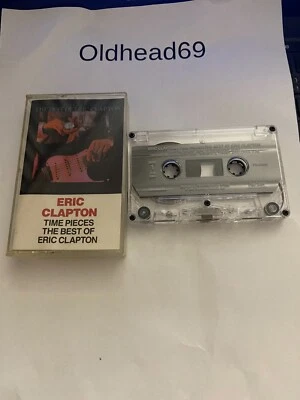 Oldhead69
ERIC
CLAPTON
TIME PIECES
THE BEST OF
ERIC CLAPTON